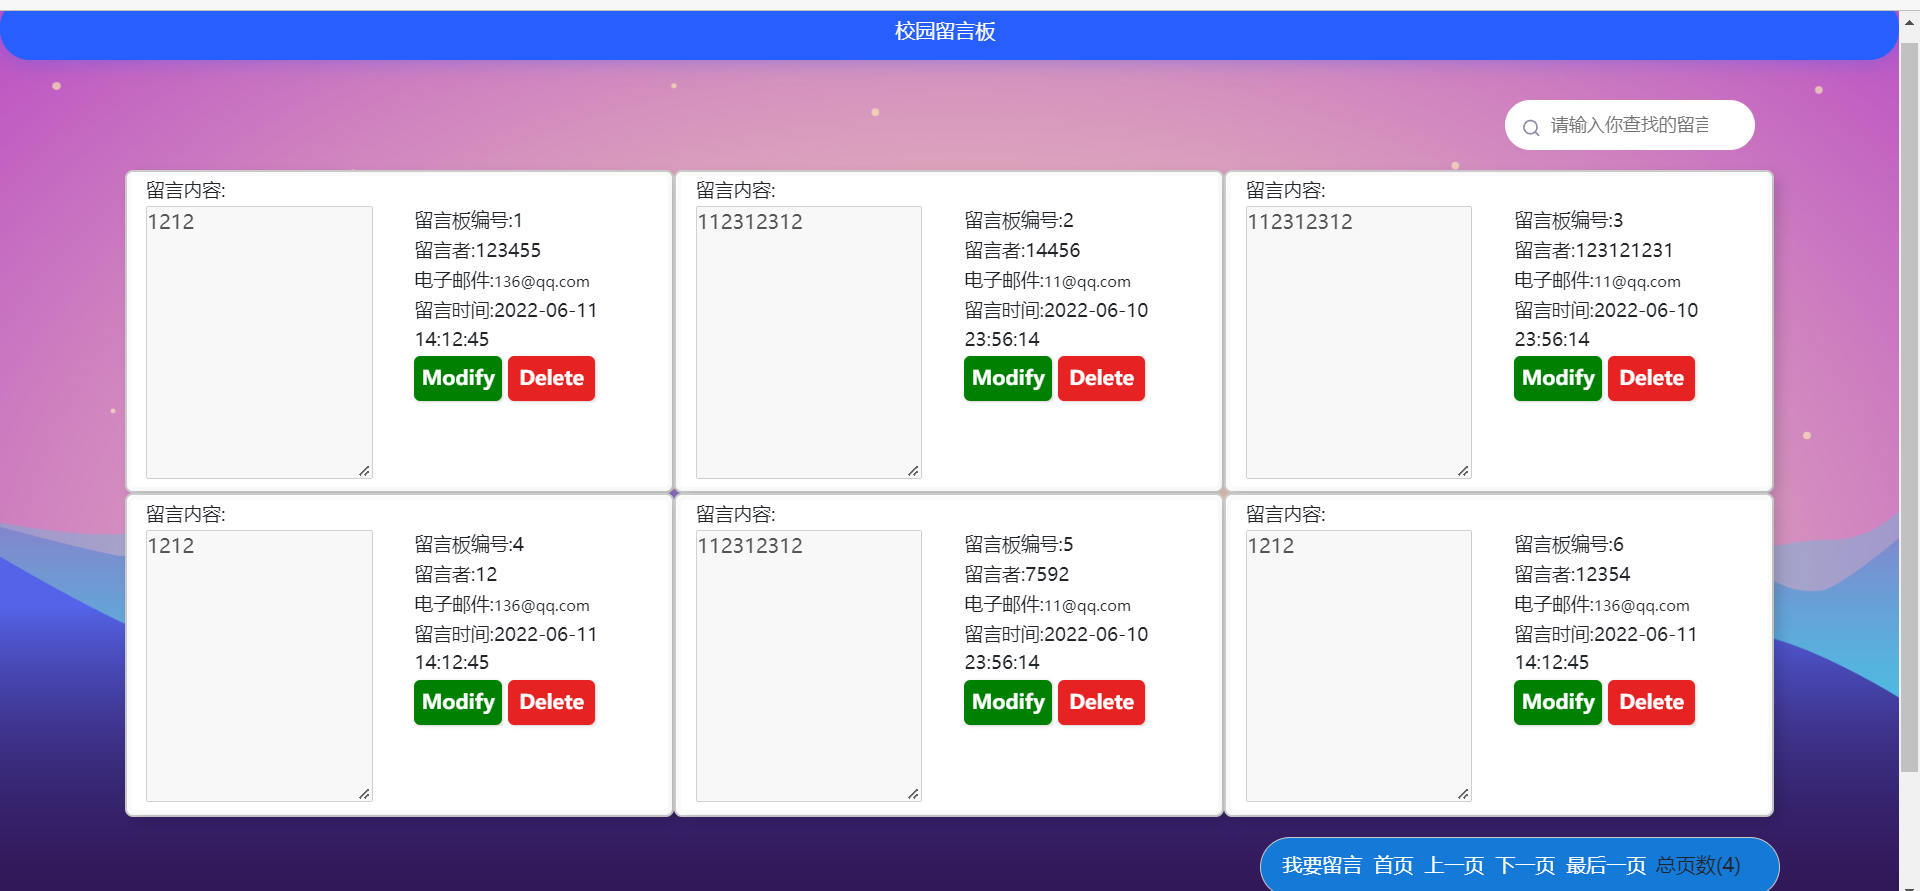 校园留言板
请输入你查找的留言
留言内容:
1212
留言板编号:1
留言者:123455
电子邮件:136@qq.com
留言时间:2022-06-11
14:12:45
Modify Delete
留言内容:
112312312
留言板编号:2
留言者:14456
电子邮件:11@qq.com
留言时间:2022-06-10
23:56:14
Modify Delete
留言内容:
112312312
留言板编号:3
留言者:123121231
电子邮件:11@qq.com
留言时间:2022-06-10
23:56:14
Modify Delete
留言内容:
1212
留言板编号:4
留言者:12
电子邮件:136@qq.com
留言时间:2022-06-11
14:12:45
Modify Delete
留言内容:
112312312
留言板编号:5
留言者:7592
电子邮件:11@qq.com
留言时间:2022-06-10
23:56:14
Modify Delete
留言内容:
1212
留言板编号:6
留言者:12354
电子邮件:136@qq.com
留言时间:2022-06-11
14:12:45
Modify Delete
我要留言 首页 上一页 下一页 最后一页 总页数(4)